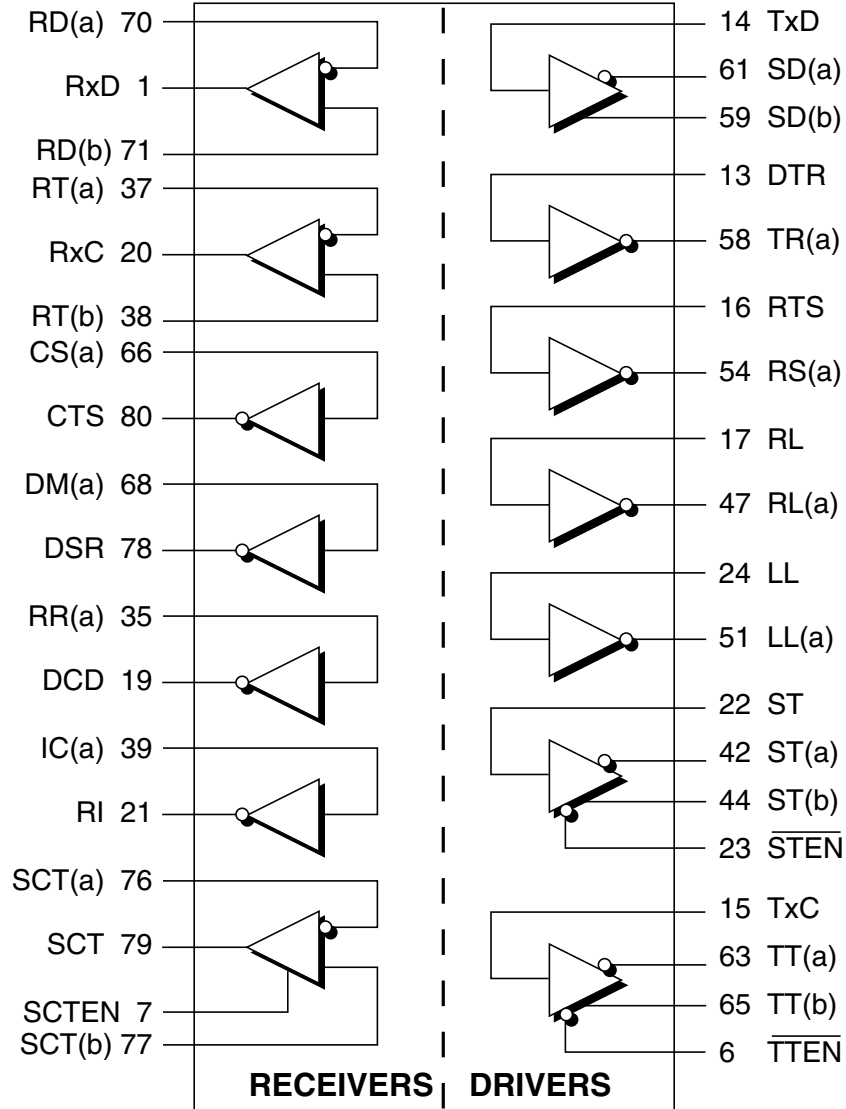 RD(a) 70
RxD 1
RD(b) 71
RT(a) 37
RxC 20
RT(b) 38
CS(a) 66
CTS 80
DM(a) 68
DSR 78
RR(a) 35
DCD 19
IC(a) 39
RI 21
SCT(a) 76
SCT 79
SCTEN 7
SCT(b) 77
RECEIVERS
14 TxD
61 SD(a)
59 SD(b)
13 DTR
58 TR(a)
16 RTS
54 RS(a)
17 RL
47 RL(a)
24 LL
51 LL(a)
22 ST
42 ST(a)
44 ST(b)
23 S̅T̅E̅N̅
15 TxC
63 TT(a)
65 TT(b)
6 T̅T̅E̅N̅
DRIVERS